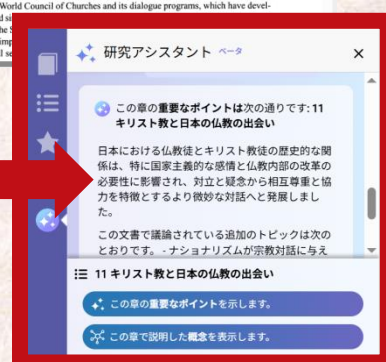 World Council of Churches and its dialogue programs, which have devel-
研究アシスタント ベータ
この章の重要なポイントは次の通りです: 11
キリスト教と日本の仏教の出会い
日本における仏教徒とキリスト教徒の歴史的な関
係は、特に国家主義的な感情と仏教内部の改革の
必要性に影響され、対立と疑念から相互尊重と協
力を特徴とするより微妙な対話へと発展しまし
た。
この文書で議論されている追加のトピックは次の
とおりです。 - ナショナリズムが宗教対話に与え
11 キリスト教と日本の仏教の出会い
この章の重要なポイントを示します。
この章で説明した概念を表示します。